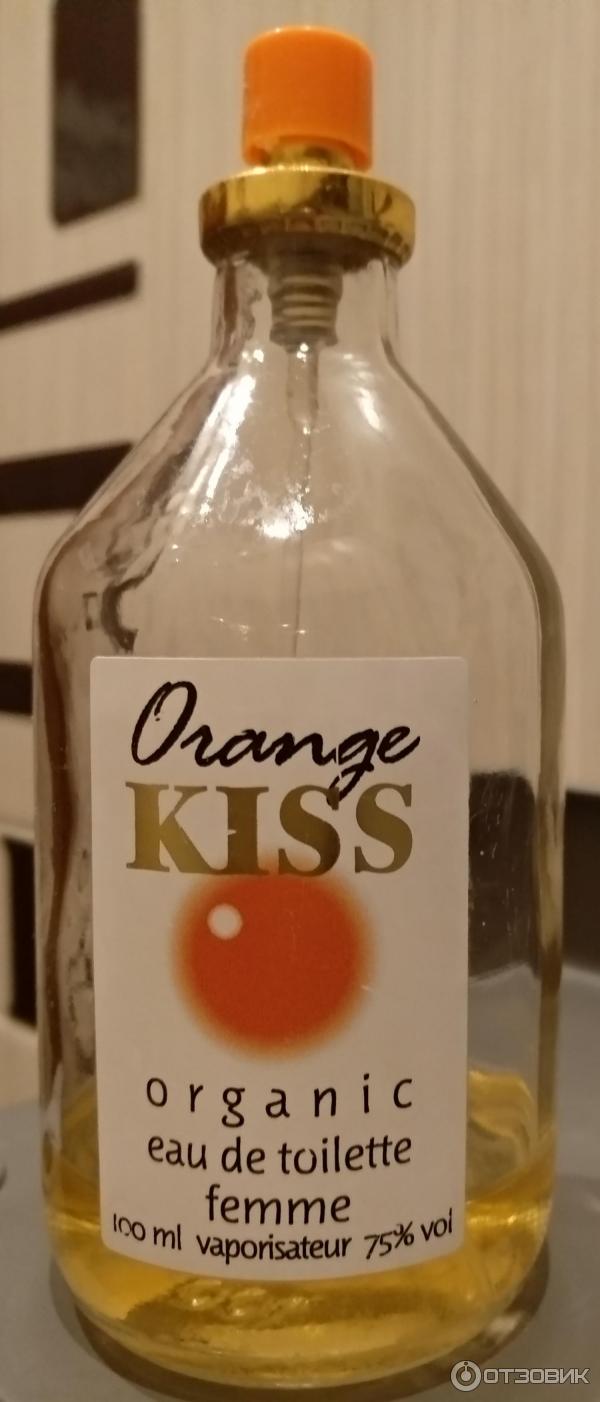 Orange
KISS
organic
eau de toilette
femme
100 ml vaporisateur 75% vol
ОТЗОВИК